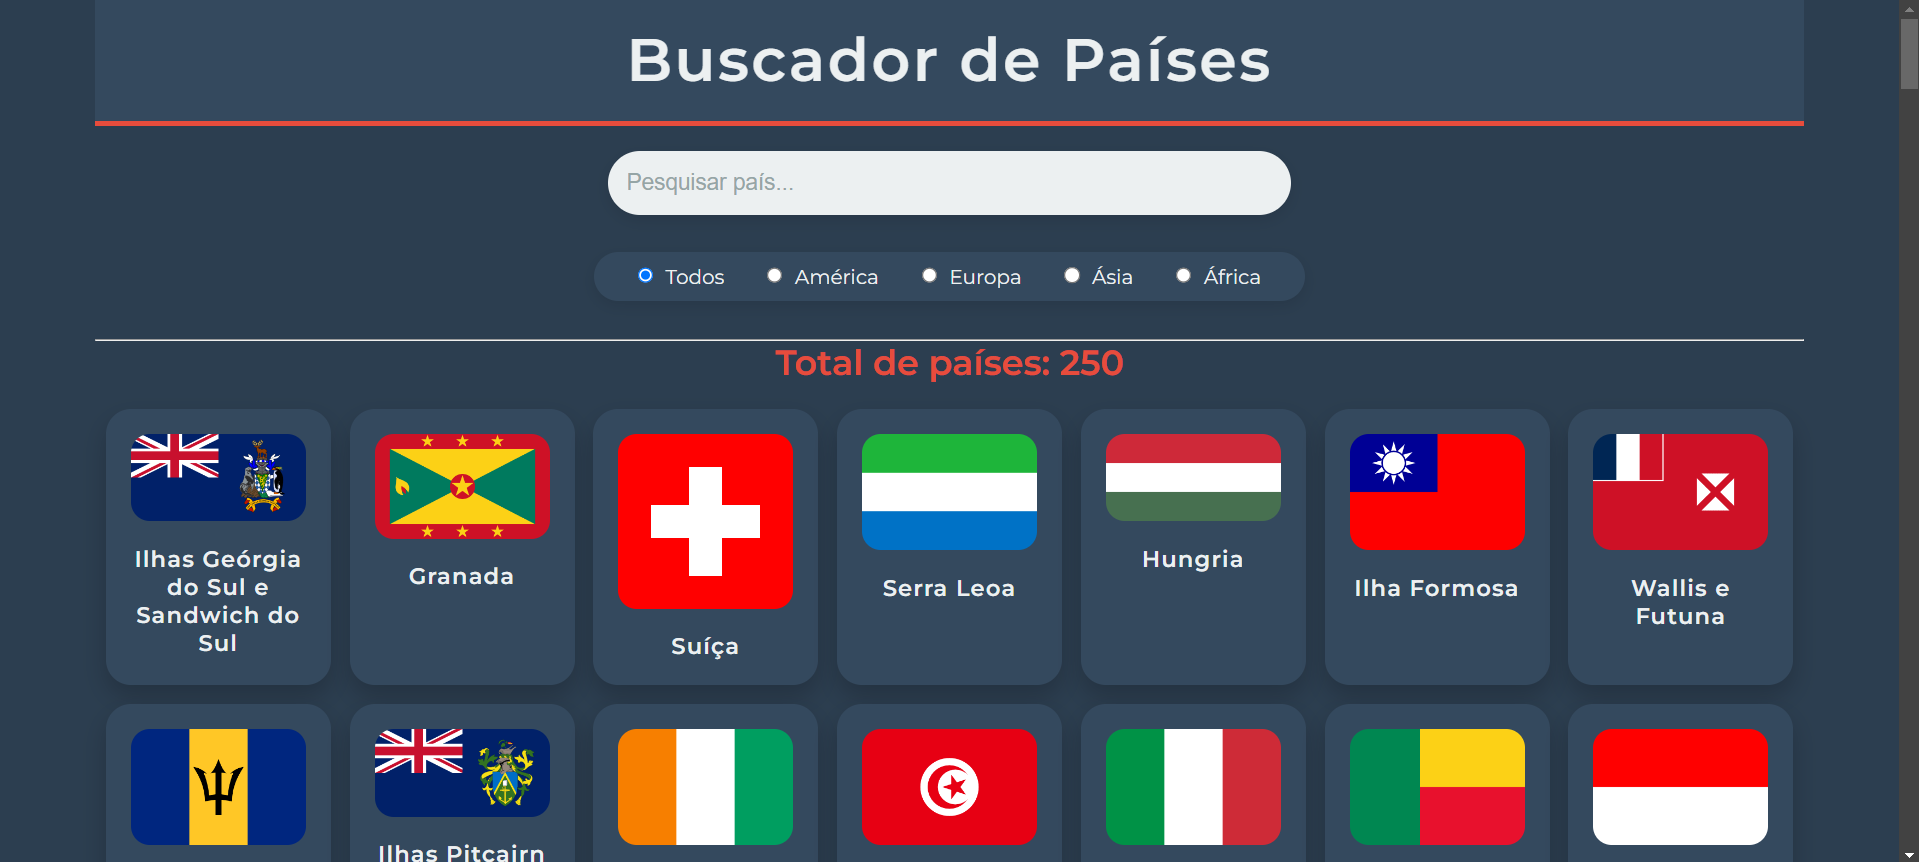 Buscador de Países
Pesquisar país...
Todos América Europa Ásia África
Total de países: 250
Ilhas Geórgia
do Sul e
Sandwich do
Sul
Granada
Suíça
Serra Leoa
Hungria
Ilha Formosa
Wallis e
Futuna
Ilhas Pitcairn